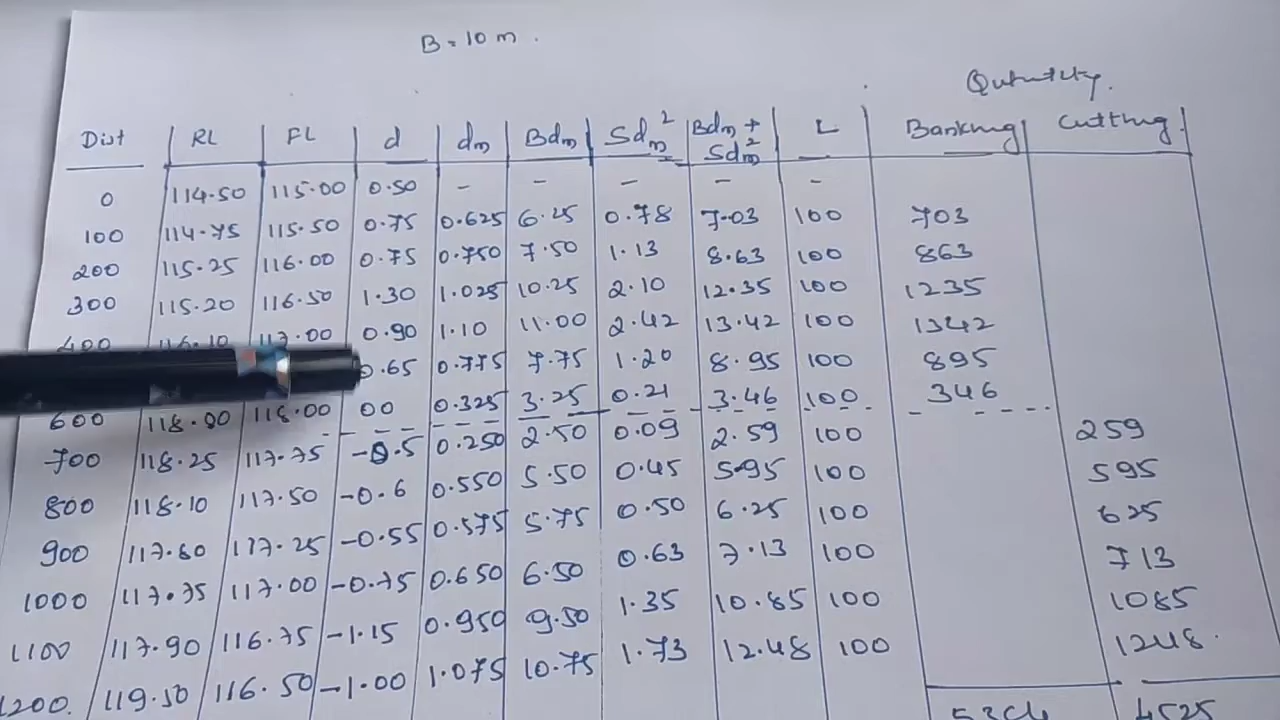 B = 10 m.
Quantity.
Dist RL FL d dm Bdm Sdm² Bdm + Sdm² L Banking Cutting
0 114.50 115.00 0.50 - - - - -
100 114.75 115.50 0.75 0.625 6.25 0.78 7.03 100 703
200 115.25 116.00 0.75 0.750 7.50 1.13 8.63 100 863
300 115.20 116.50 1.30 1.025 10.25 2.10 12.35 100 1235
400 116.10 117.00 0.90 1.10 11.00 2.42 13.42 100 1342
0.65 0.775 7.75 1.20 8.95 100 895
600 118.00 118.00 00 0.325 3.25 0.21 3.46 100 346
700 118.25 117.75 -0.5 0.250 2.50 0.09 2.59 100 259
800 118.10 117.50 -0.6 0.550 5.50 0.45 5.95 100 595
900 117.80 117.25 -0.55 0.575 5.75 0.50 6.25 100 625
1000 117.75 117.00 -0.75 0.650 6.50 0.63 7.13 100 713
1100 117.90 116.75 -1.15 0.950 9.50 1.35 10.85 100 1085
1200. 119.50 116.50 -1.00 1.075 10.75 1.73 12.48 100 1248.
4525